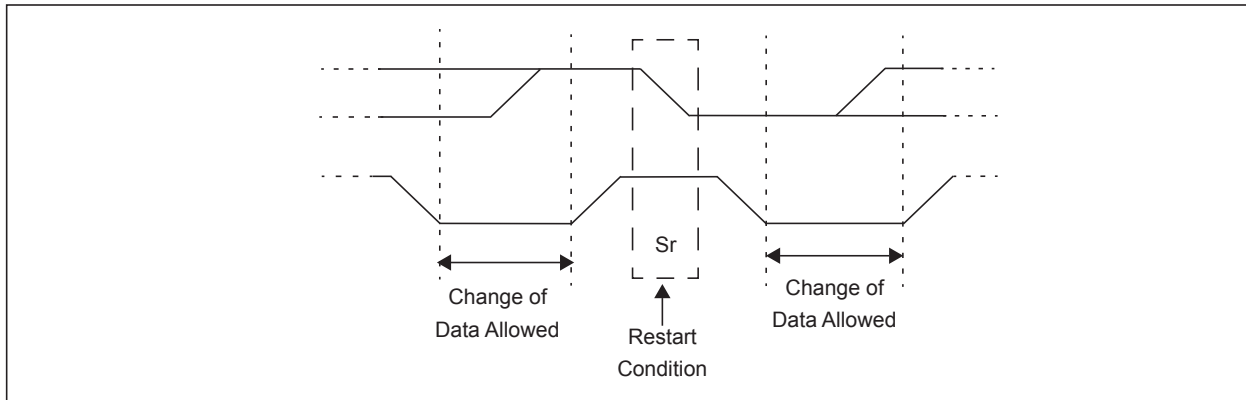 Sr
Change of
Data Allowed
Restart
Condition
Change of
Data Allowed